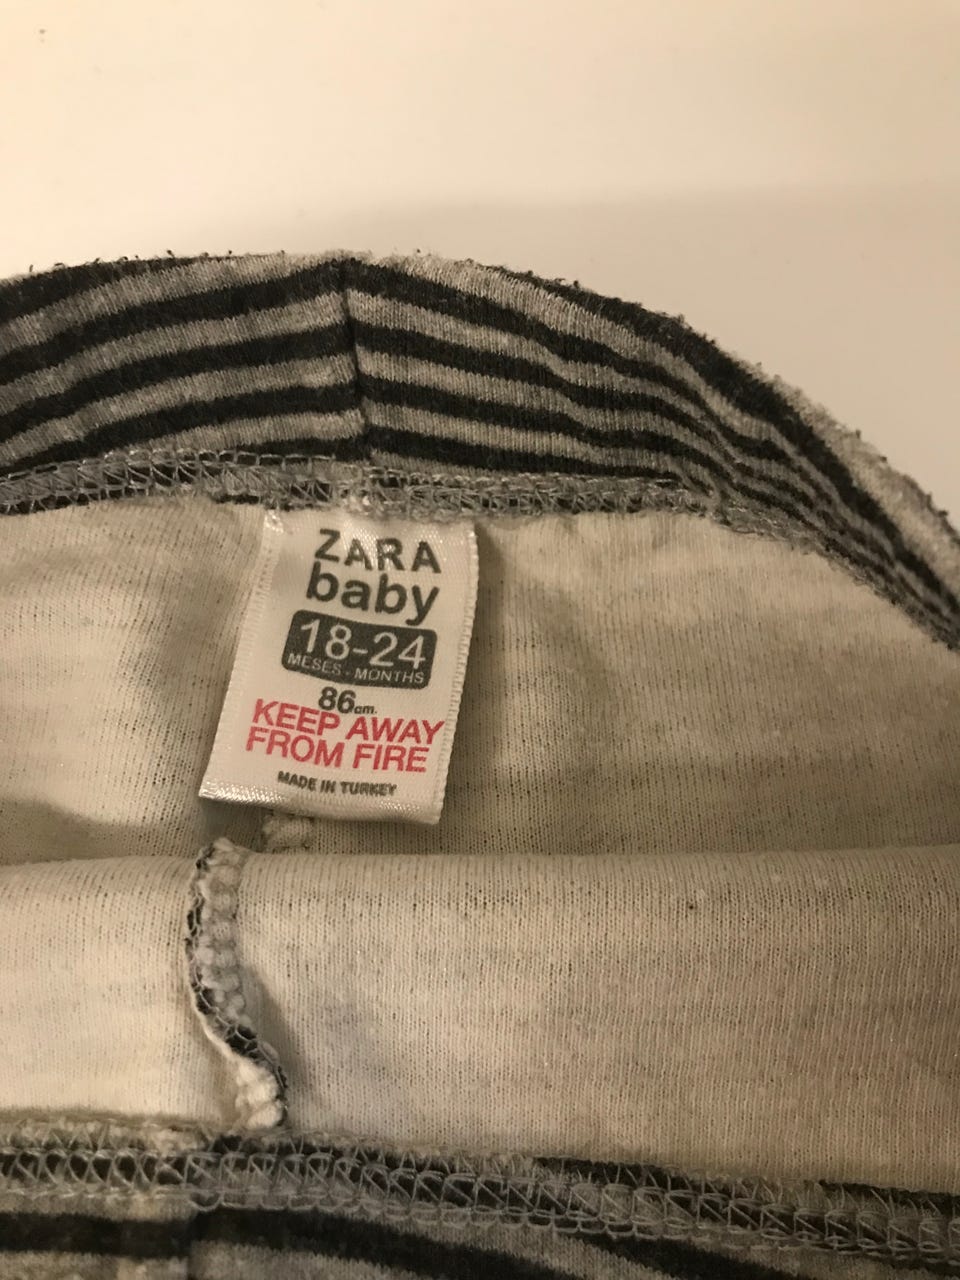 ZARA
baby
18-24
MESES - MONTHS
86cm.
KEEP AWAY
FROM FIRE
MADE IN TURKEY